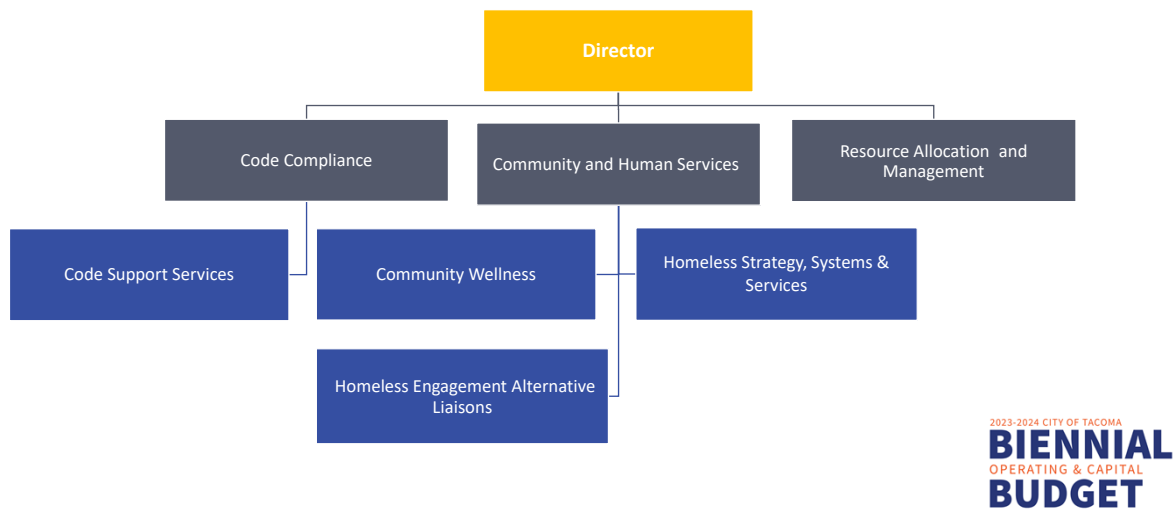 Director
Code Compliance
Community and Human Services
Resource Allocation and
Management
Code Support Services
Community Wellness
Homeless Strategy, Systems &
Services
Homeless Engagement Alternative
Liaisons
2023-2024 CITY OF TACOMA
BIENNIAL
OPERATING & CAPITAL
BUDGET